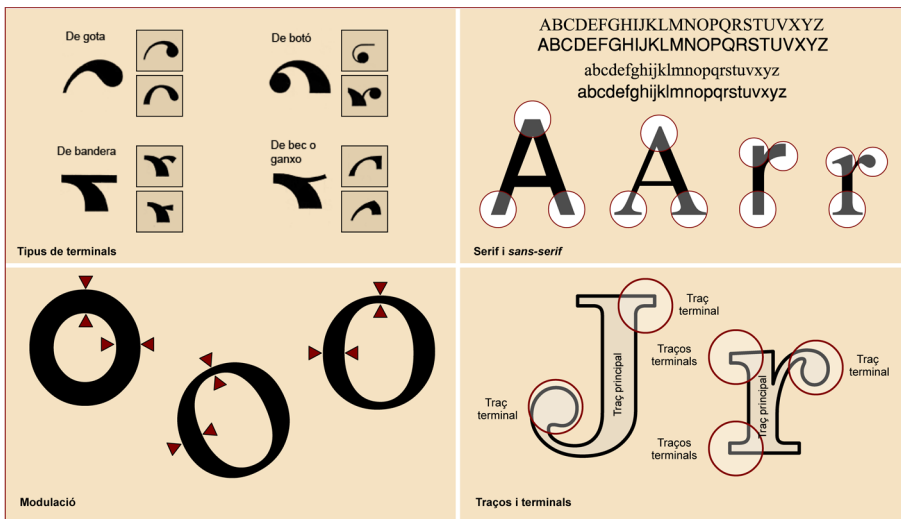 De gota
De botó
De bandera
De bec o
ganxo
Tipus de terminals
ABCDEFGHIJKLMNOPQRSTUVXYZ
ABCDEFGHIJKLMNOPQRSTUVXYZ
abcdefghijklmnopqrstuvxyz
abcdefghijklmnopqrstuvxyz
A A r r
Serif i sans-serif
O O O
Modulació
J r
Traç
terminal
Traç principal
Traç
terminal
Traços
terminals
Traç principal
Traç
terminal
Traços
terminals
Traços i terminals